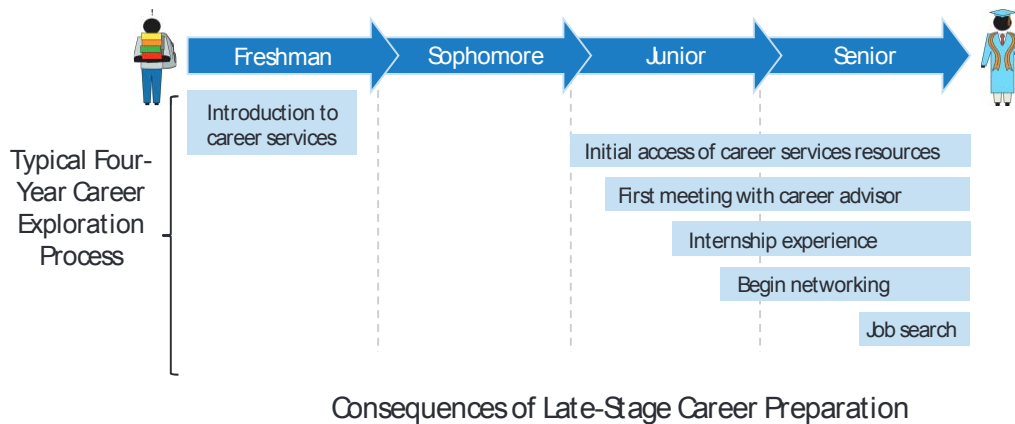 Freshman
Sophomore
Junior
Senior
Introduction to
career services
Typical Four-
Year Career
Exploration
Process
Initial access of career services resources
First meeting with career advisor
Internship experience
Begin networking
Job search
Consequences of Late-Stage Career Preparation